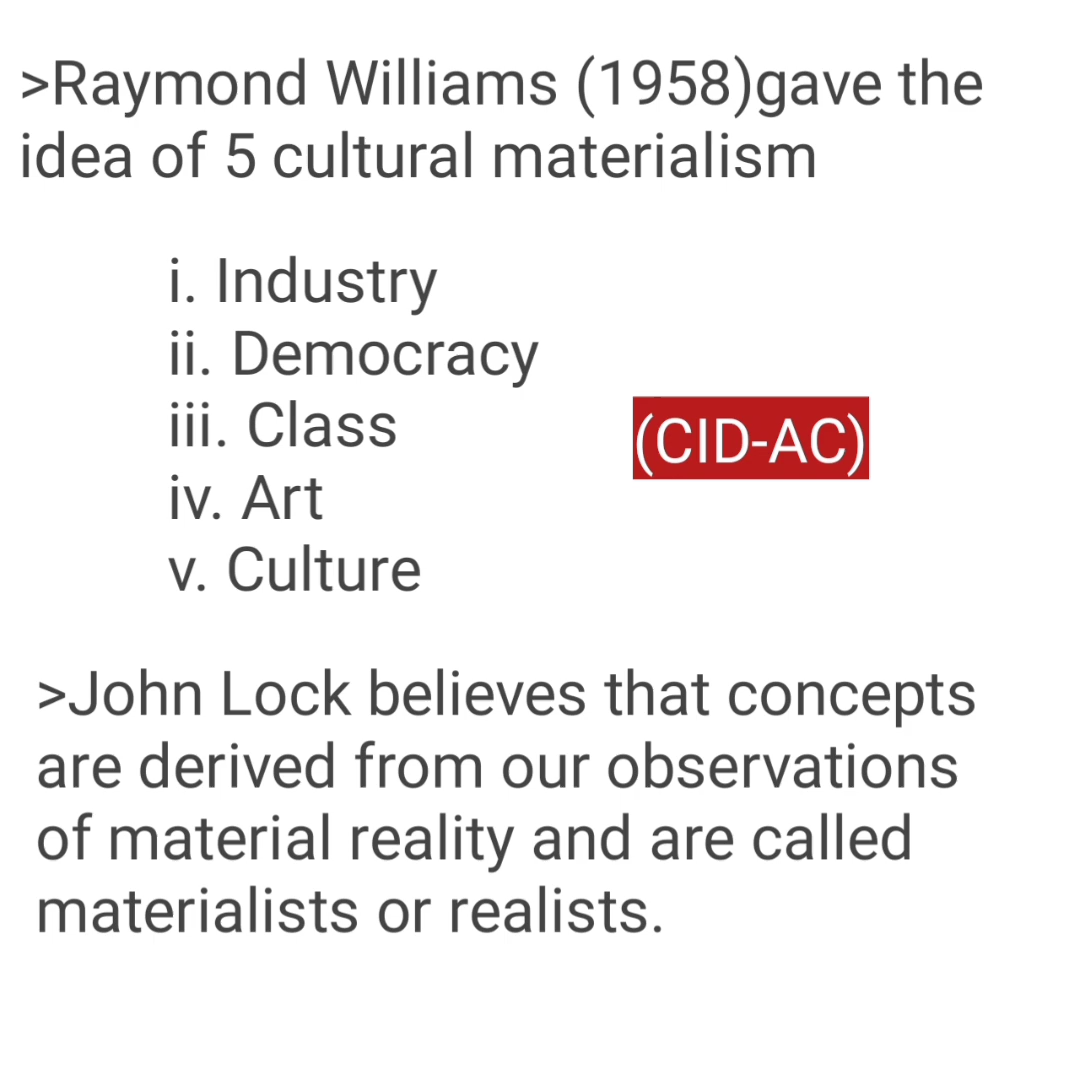 >Raymond Williams (1958)gave the
idea of 5 cultural materialism
i. Industry
ii. Democracy
iii. Class
(CID-AC)
iv. Art
v. Culture
>John Lock believes that concepts
are derived from our observations
of material reality and are called
materialists or realists.